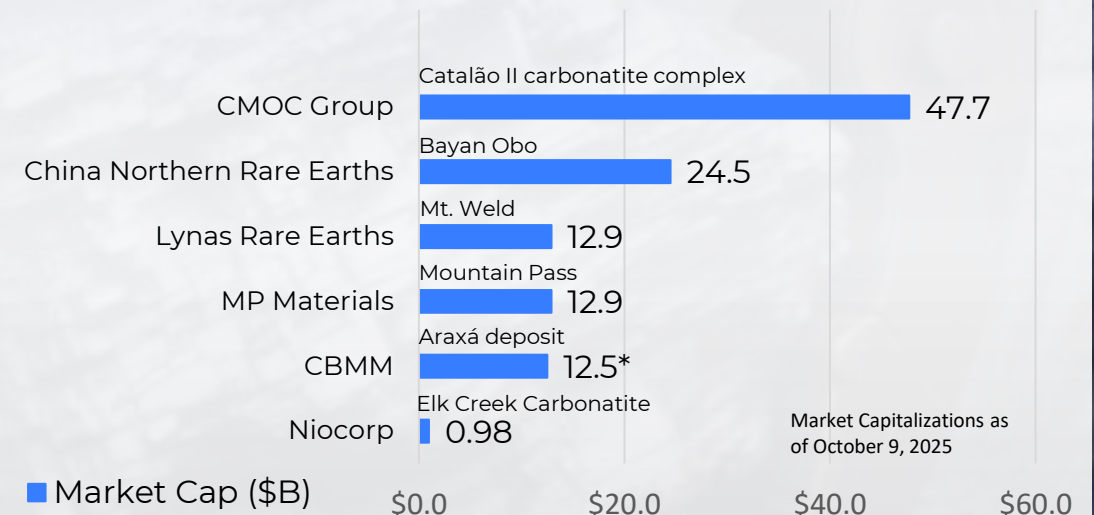 Catalão II carbonatite complex
CMOC Group 47.7
Bayan Obo
China Northern Rare Earths 24.5
Mt. Weld
Lynas Rare Earths 12.9
Mountain Pass
MP Materials 12.9
Araxá deposit
CBMM 12.5*
Elk Creek Carbonatite
Niocorp 0.98
Market Capitalizations as
of October 9, 2025
Market Cap ($B)
$0.0 $20.0 $40.0 $60.0